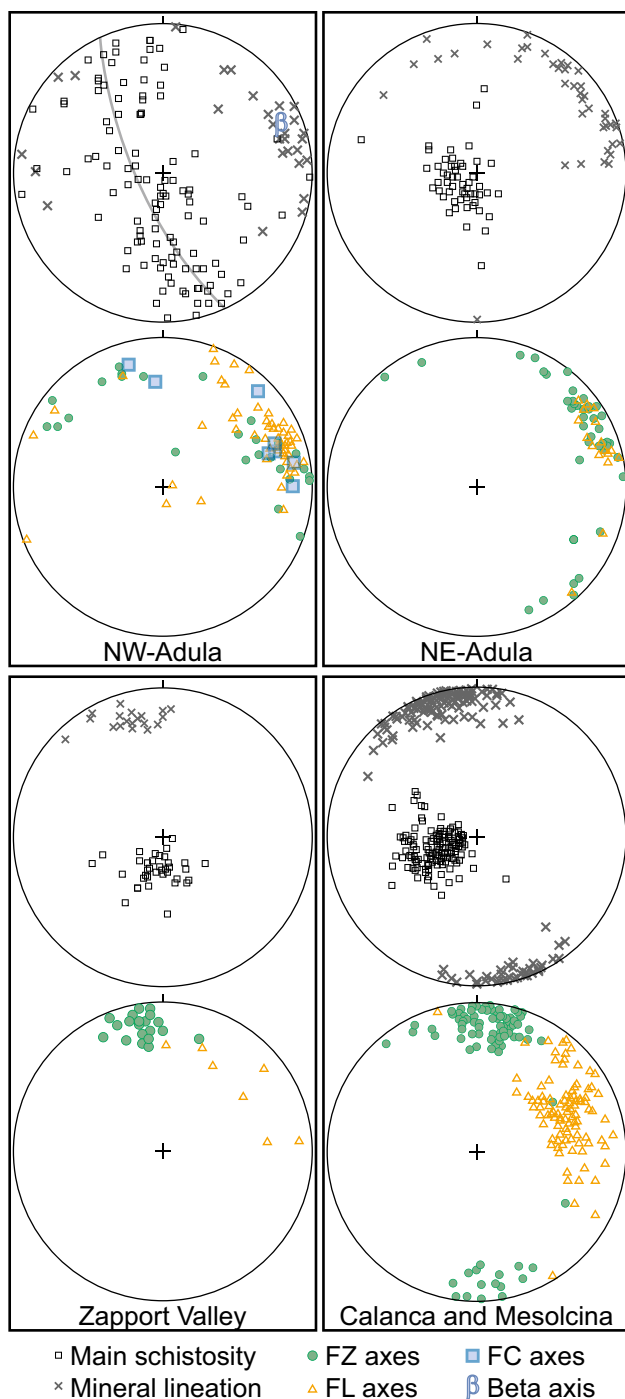 β
NW-Adula
NE-Adula
Zapport Valley
Calanca and Mesolcina
Main schistosity
FZ axes
FC axes
Mineral lineation
FL axes
β Beta axis